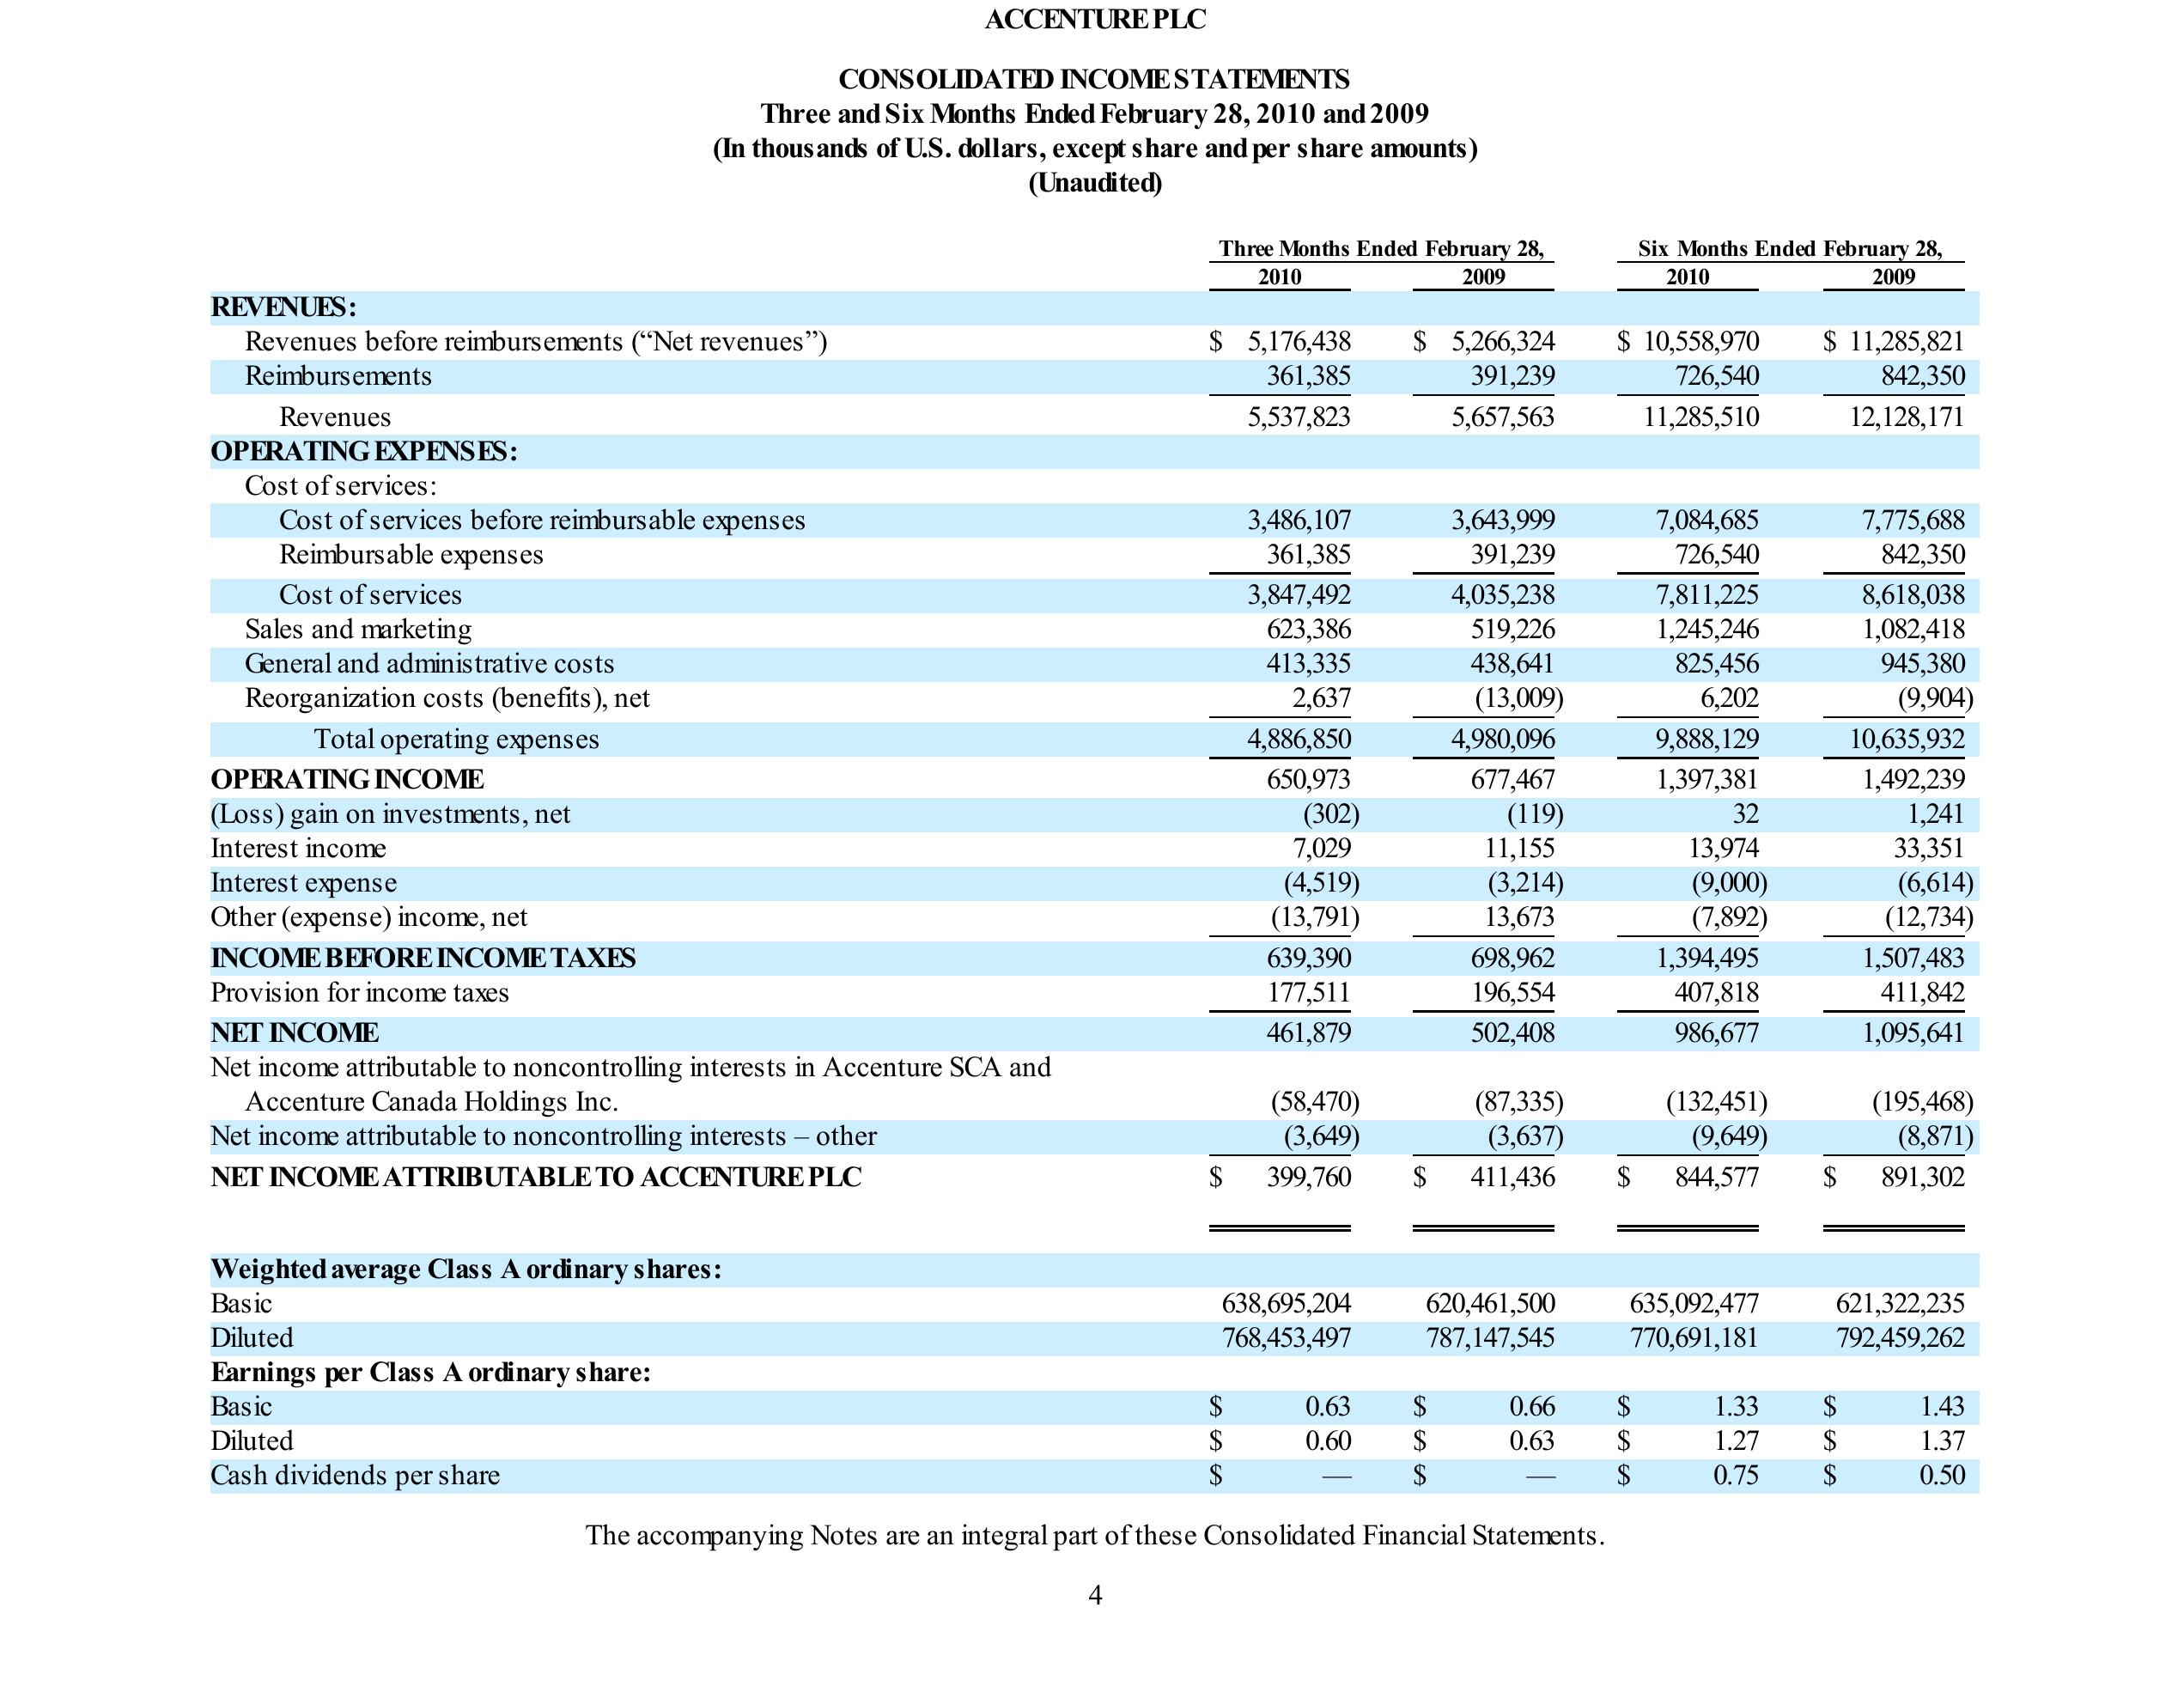 ACCENTURE PLC
CONSOLIDATED INCOME STATEMENTS
Three and Six Months Ended February 28, 2010 and 2009
(In thousands of U.S. dollars, except share and per share amounts)
(Unaudited)
Three Months Ended February 28, Six Months Ended February 28,
2010 2009 2010 2009
REVENUES:
Revenues before reimbursements (“Net revenues”) $ 5,176,438 $ 5,266,324 $ 10,558,970 $ 11,285,821
Reimbursements 361,385 391,239 726,540 842,350
Revenues 5,537,823 5,657,563 11,285,510 12,128,171
OPERATING EXPENSES:
Cost of services:
Cost of services before reimbursable expenses 3,486,107 3,643,999 7,084,685 7,775,688
Reimbursable expenses 361,385 391,239 726,540 842,350
Cost of services 3,847,492 4,035,238 7,811,225 8,618,038
Sales and marketing 623,386 519,226 1,245,246 1,082,418
General and administrative costs 413,335 438,641 825,456 945,380
Reorganization costs (benefits), net 2,637 (13,009) 6,202 (9,904)
Total operating expenses 4,886,850 4,980,096 9,888,129 10,635,932
OPERATING INCOME 650,973 677,467 1,397,381 1,492,239
(Loss) gain on investments, net (302) (119) 32 1,241
Interest income 7,029 11,155 13,974 33,351
Interest expense (4,519) (3,214) (9,000) (6,614)
Other (expense) income, net (13,791) 13,673 (7,892) (12,734)
INCOME BEFORE INCOME TAXES 639,390 698,962 1,394,495 1,507,483
Provision for income taxes 177,511 196,554 407,818 411,842
NET INCOME 461,879 502,408 986,677 1,095,641
Net income attributable to noncontrolling interests in Accenture SCA and
Accenture Canada Holdings Inc. (58,470) (87,335) (132,451) (195,468)
Net income attributable to noncontrolling interests – other (3,649) (3,637) (9,649) (8,871)
NET INCOME ATTRIBUTABLE TO ACCENTURE PLC $ 399,760 $ 411,436 $ 844,577 $ 891,302
Weighted average Class A ordinary shares:
Basic 638,695,204 620,461,500 635,092,477 621,322,235
Diluted 768,453,497 787,147,545 770,691,181 792,459,262
Earnings per Class A ordinary share:
Basic $ 0.63 $ 0.66 $ 1.33 $ 1.43
Diluted $ 0.60 $ 0.63 $ 1.27 $ 1.37
Cash dividends per share $ — $ — $ 0.75 $ 0.50
The accompanying Notes are an integral part of these Consolidated Financial Statements.
4